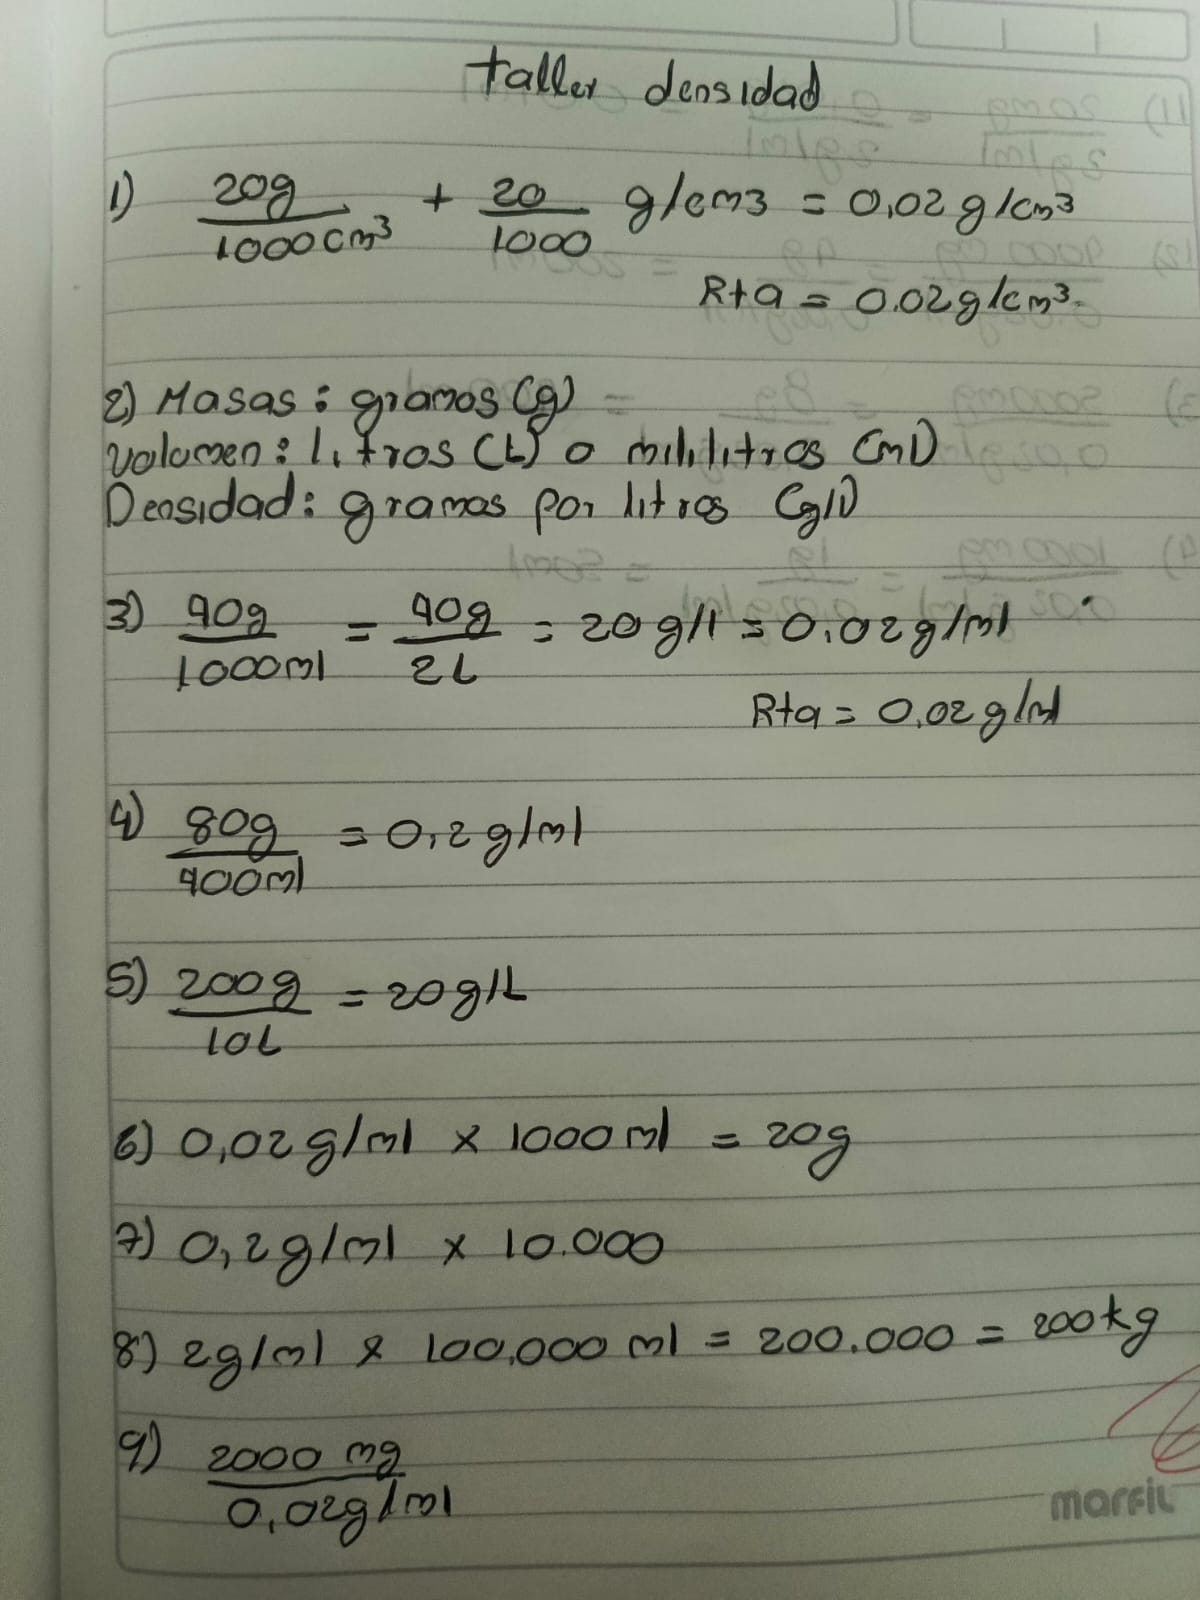 taller densidad
1) 20g/1000cm3 + 20/1000 g/cm3 = 0,02 g/cm3
Rta = 0.02g/cm3.
2) Masas: gramos (g)
volumen: litros (L) o mililitros (ml)
Densidad: gramos por litros (g/l)
3) 40g/1000ml = 40g/2L = 20 g/l = 0,02g/ml
Rta = 0,02 g/ml
4) 80g/400ml = 0,2 g/ml
5) 200g/10L = 20g/L
6) 0,02g/ml x 1000 ml = 20g
7) 0,2g/ml x 10.000
8) 2g/ml x 100,000 ml = 200.000 = 200kg
9) 2000 mg/0,02g/ml
marfil